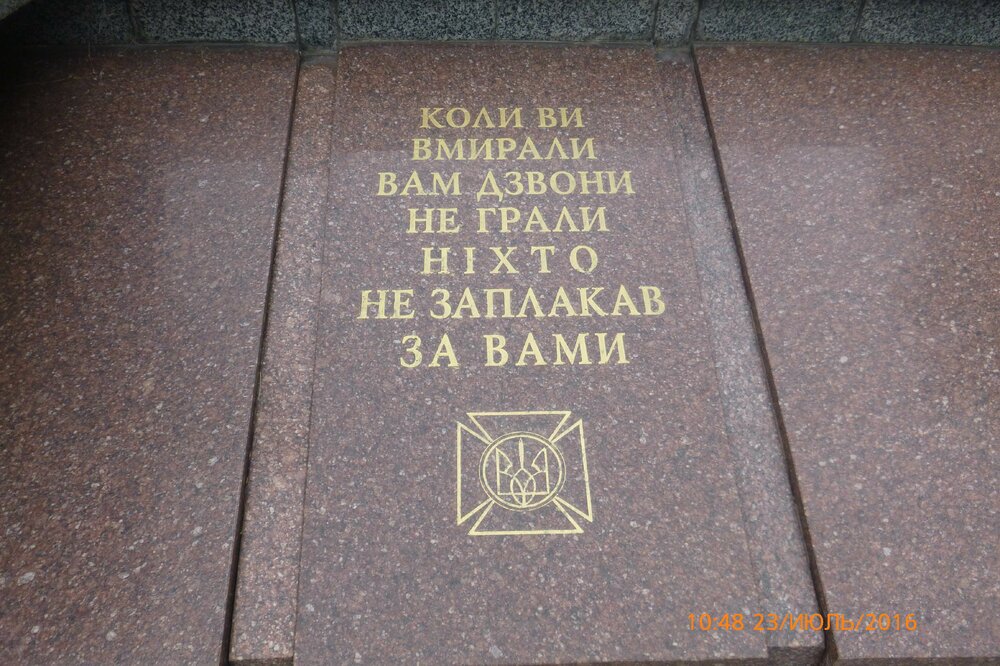 КОЛИ ВИ
ВМИРАЛИ
ВАМ ДЗВОНИ
НЕ ГРАЛИ
НІХТО
НЕ ЗАПЛАКАВ
ЗА ВАМИ
10:48 23/ИЮЛЬ/2016